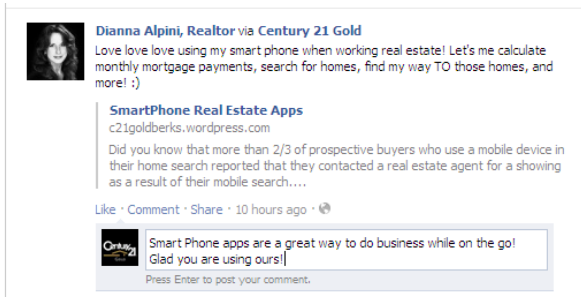 Dianna Alpini, Realtor via Century 21 Gold
Love love love using my smart phone when working real estate! Let's me calculate
monthly mortgage payments, search for homes, find my way TO those homes, and
more! :)
SmartPhone Real Estate Apps
c21goldberks.wordpress.com
Did you know that more than 2/3 of prospective buyers who use a mobile device in
their home search reported that they contacted a real estate agent for a showing
as a result of their mobile search....
Like · Comment · Share · 10 hours ago ·
Century 21
Smart Phone apps are a great way to do business while on the go!
Glad you are using ours!
Press Enter to post your comment.